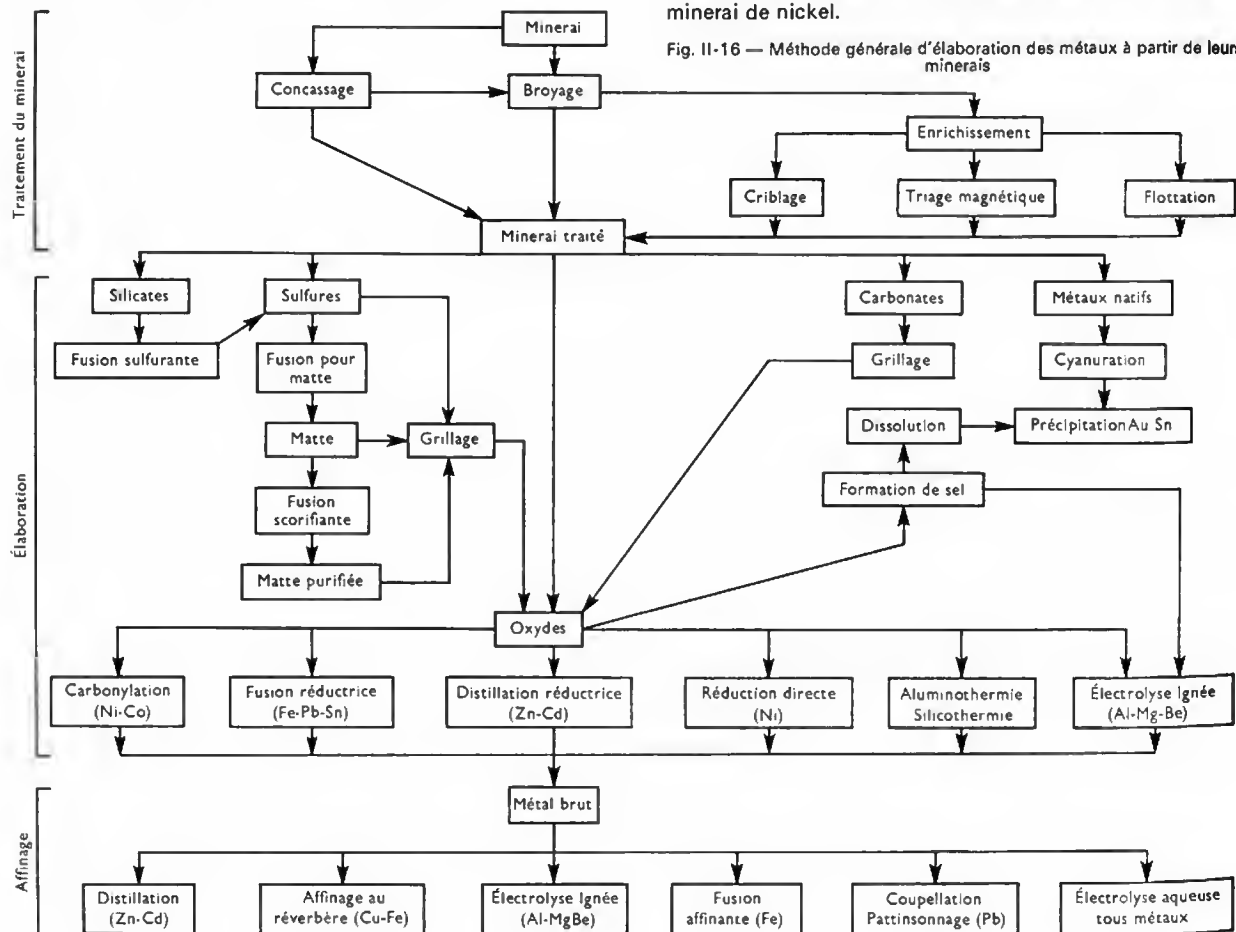 minerai de nickel.
Fig. II-16 — Méthode générale d'élaboration des métaux à partir de leurs
minerais
Traitement du minerai
Minerai
Concassage
Broyage
Enrichissement
Criblage
Triage magnétique
Flottation
Minerai traité
Élaboration
Silicates
Sulfures
Carbonates
Métaux natifs
Fusion sulfurante
Fusion pour
matte
Grillage
Cyanuration
Matte
Grillage
Dissolution
Précipitation Au Sn
Fusion
scorifiante
Formation de sel
Matte purifiée
Oxydes
Carbonylation
(Ni-Co)
Fusion réductrice
(Fe-Pb-Sn)
Distillation réductrice
(Zn-Cd)
Réduction directe
(Ni)
Aluminothermie
Silicothermie
Électrolyse Ignée
(Al-Mg-Be)
Affinage
Métal brut
Distillation
(Zn-Cd)
Affinage au
réverbère (Cu-Fe)
Électrolyse Ignée
(Al-MgBe)
Fusion
affinante (Fe)
Coupellation
Pattinsonnage (Pb)
Électrolyse aqueuse
tous métaux